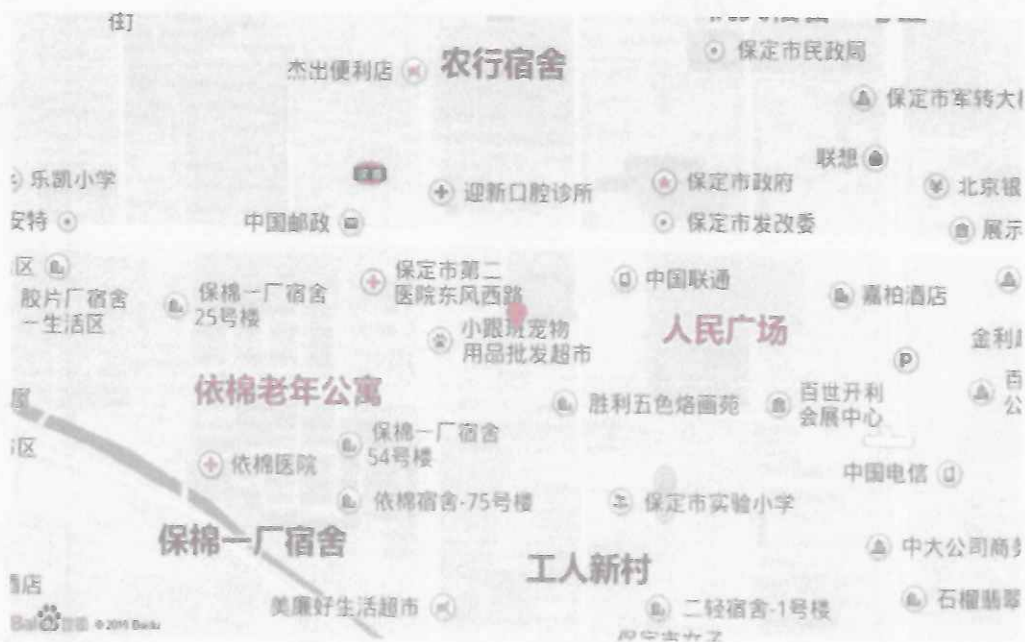 保定市民政局
杰出便利店
农行宿舍
保定市军转大
联想
乐凯小学
迎新口腔诊所
保定市政府
北京银
安特
中国邮政
保定市发改委
展示
区
保定市第二
医院东风西路
中国联通
嘉柏酒店
胶片厂宿舍
一生活区
保棉一厂宿舍
25号楼
小跟班宠物
用品批发超市
人民广场
金利
P
依棉老年公寓
胜利五色烙画苑
百世开利
会展中心
百
公
区
保棉一厂宿舍
54号楼
依棉医院
中国电信
依棉宿舍-75号楼
保定市实验小学
保棉一厂宿舍
工人新村
中大公司商务
酒店
美廉好生活超市
二轻宿舍-1号楼
石榴翡翠
Bai
© 2015 Baidu
保定市女子